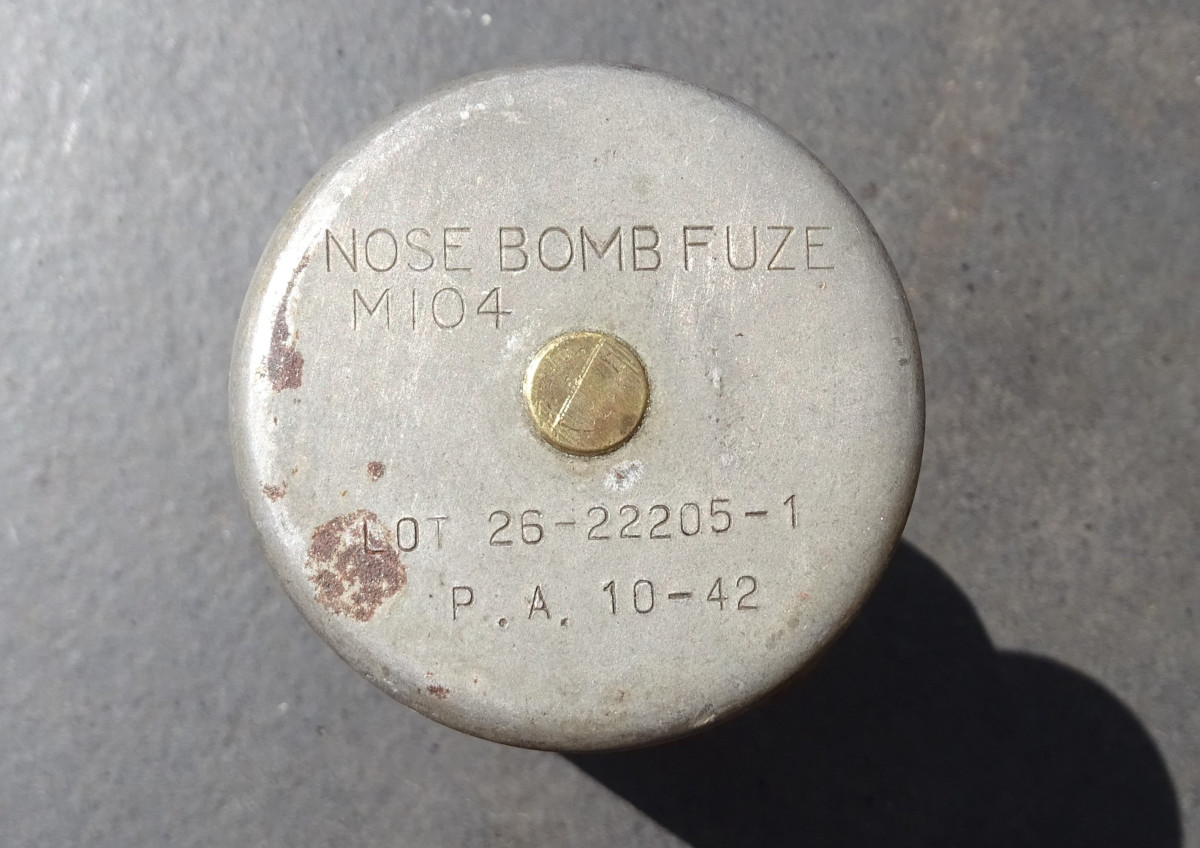 NOSE BOMB FUZE
M104
LOT 26-22205-1
P.A. 10-42